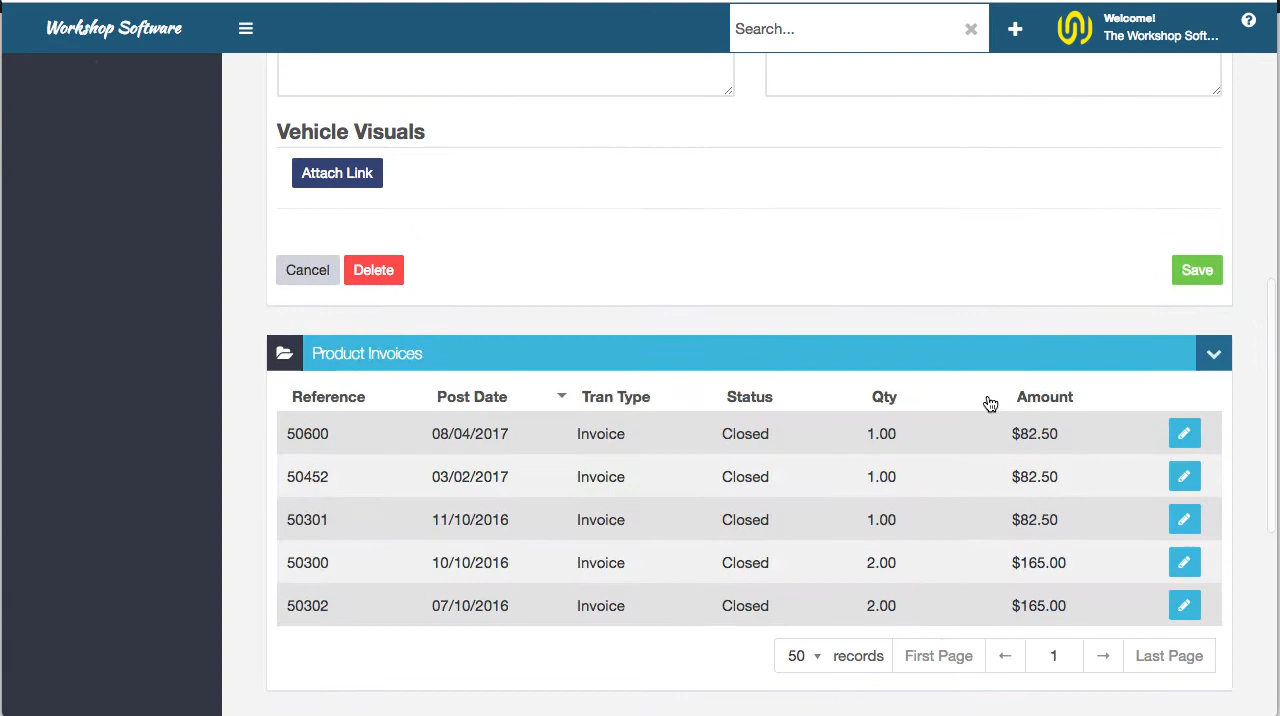 Workshop Software
Search...
Welcome!
The Workshop Soft...
Vehicle Visuals
Attach Link
Cancel Delete Save
Product Invoices
Reference Post Date Tran Type Status Qty Amount
50600 08/04/2017 Invoice Closed 1.00 $82.50
50452 03/02/2017 Invoice Closed 1.00 $82.50
50301 11/10/2016 Invoice Closed 1.00 $82.50
50300 10/10/2016 Invoice Closed 2.00 $165.00
50302 07/10/2016 Invoice Closed 2.00 $165.00
50 records First Page ← 1 → Last Page